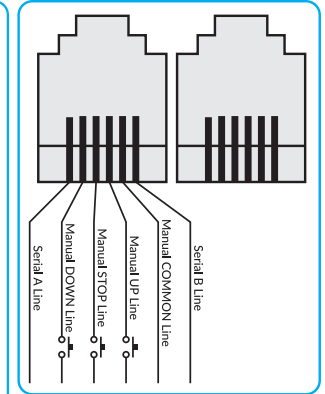 Serial A Line
Manual DOWN Line
Manual STOP Line
Manual UP Line
Manual COMMON Line
Serial B Line